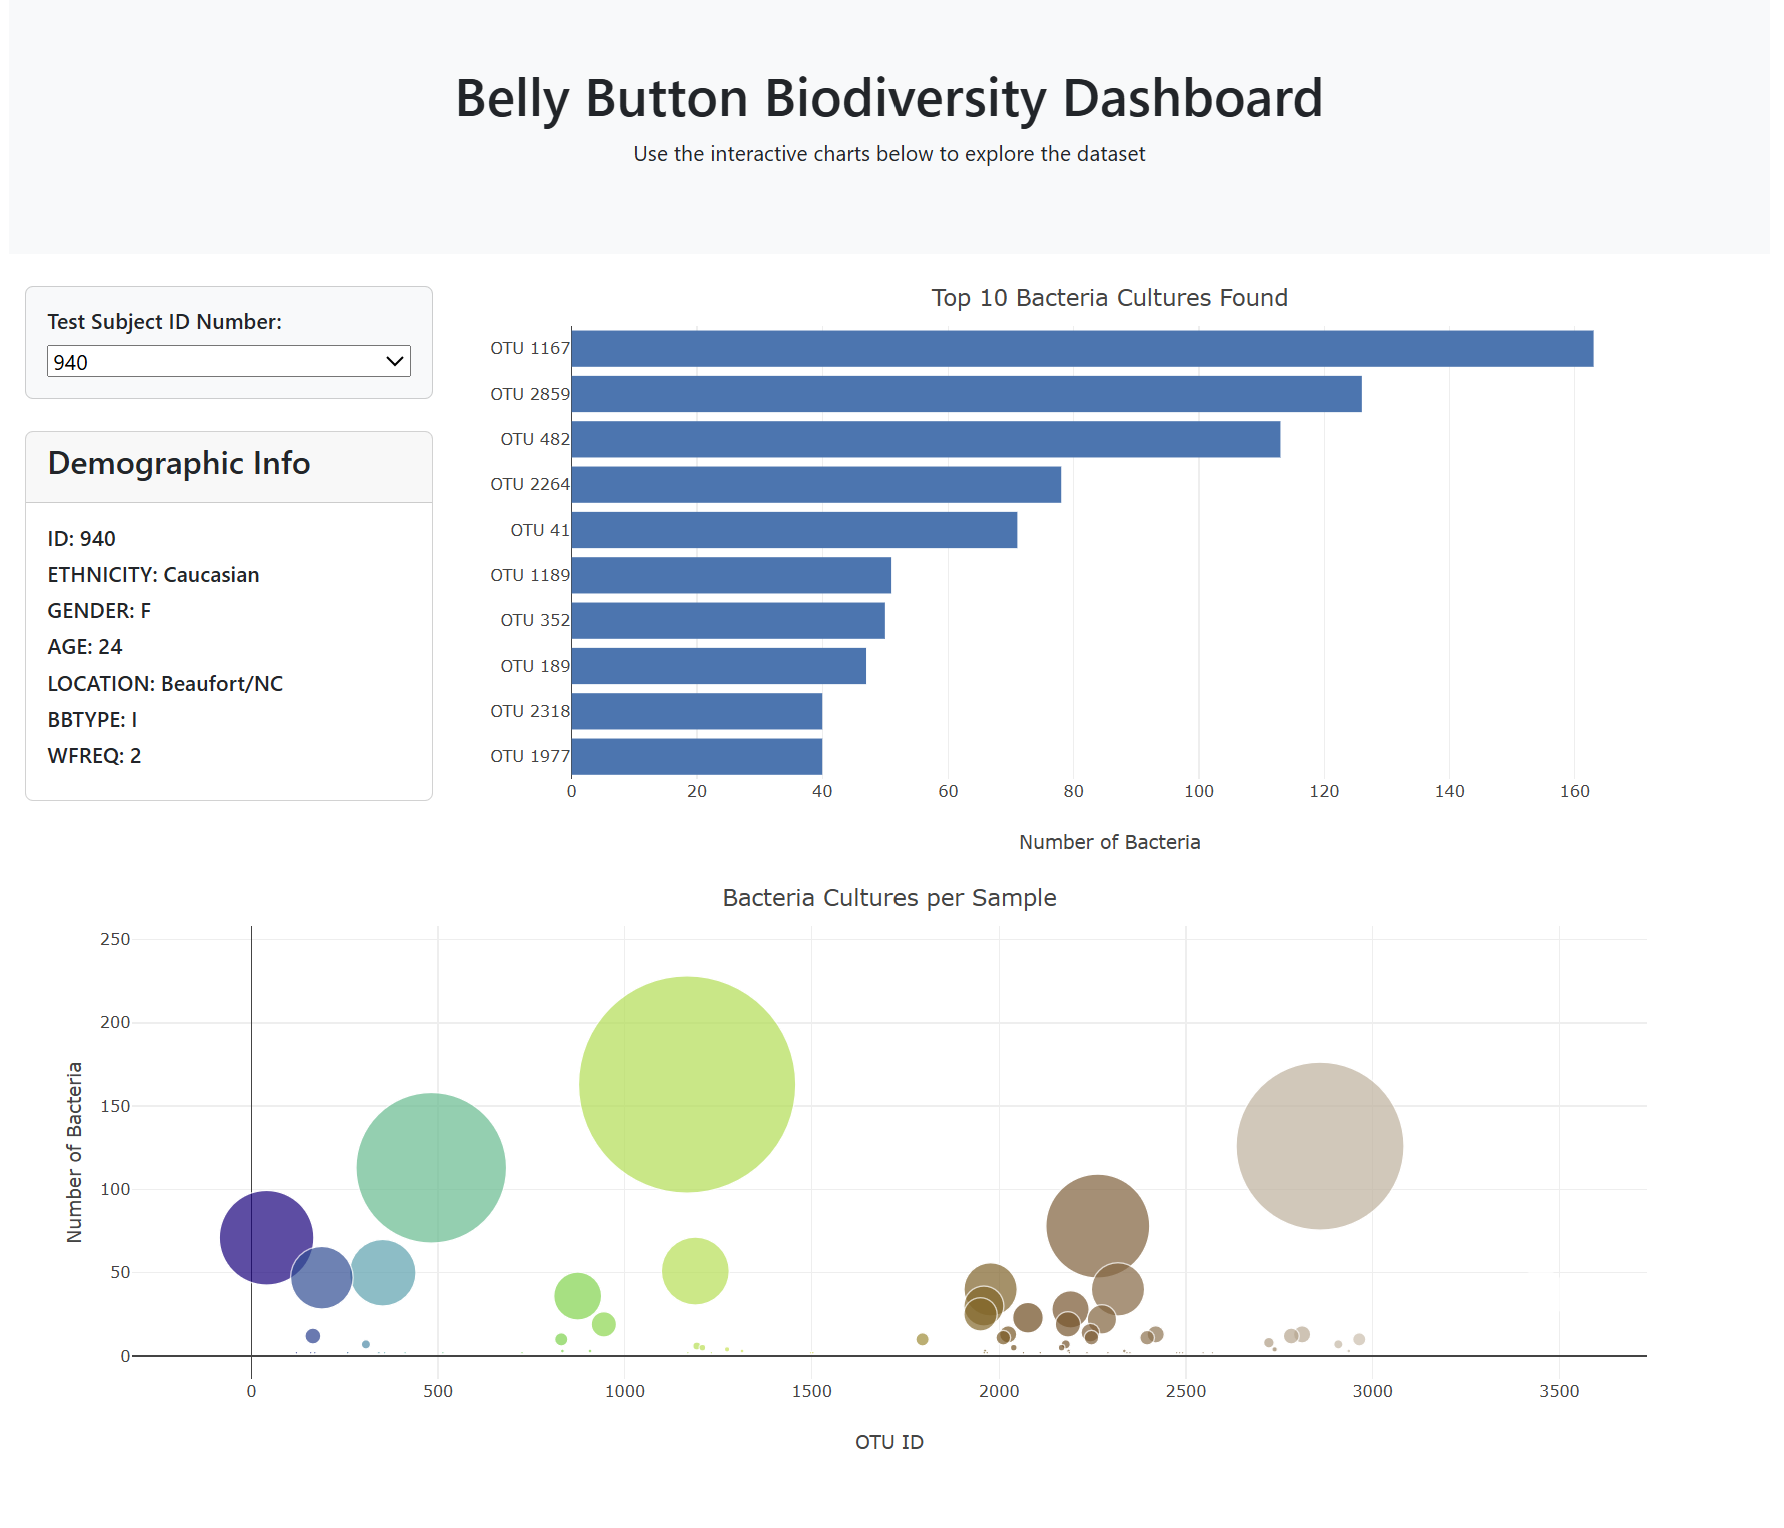 Belly Button Biodiversity Dashboard
Use the interactive charts below to explore the dataset
Test Subject ID Number:
940
Demographic Info
ID: 940
ETHNICITY: Caucasian
GENDER: F
AGE: 24
LOCATION: Beaufort/NC
BBTYPE: I
WFREQ: 2
Top 10 Bacteria Cultures Found
OTU 1167
OTU 2859
OTU 482
OTU 2264
OTU 41
OTU 1189
OTU 352
OTU 189
OTU 2318
OTU 1977
0 20 40 60 80 100 120 140 160
Number of Bacteria
Bacteria Cultures per Sample
Number of Bacteria
250
200
150
100
50
0
0 500 1000 1500 2000 2500 3000 3500
OTU ID